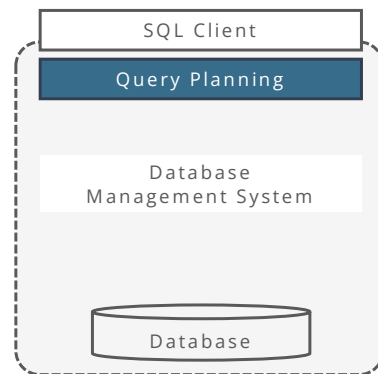 SQL Client
Query Planning
Database
Management System
Database